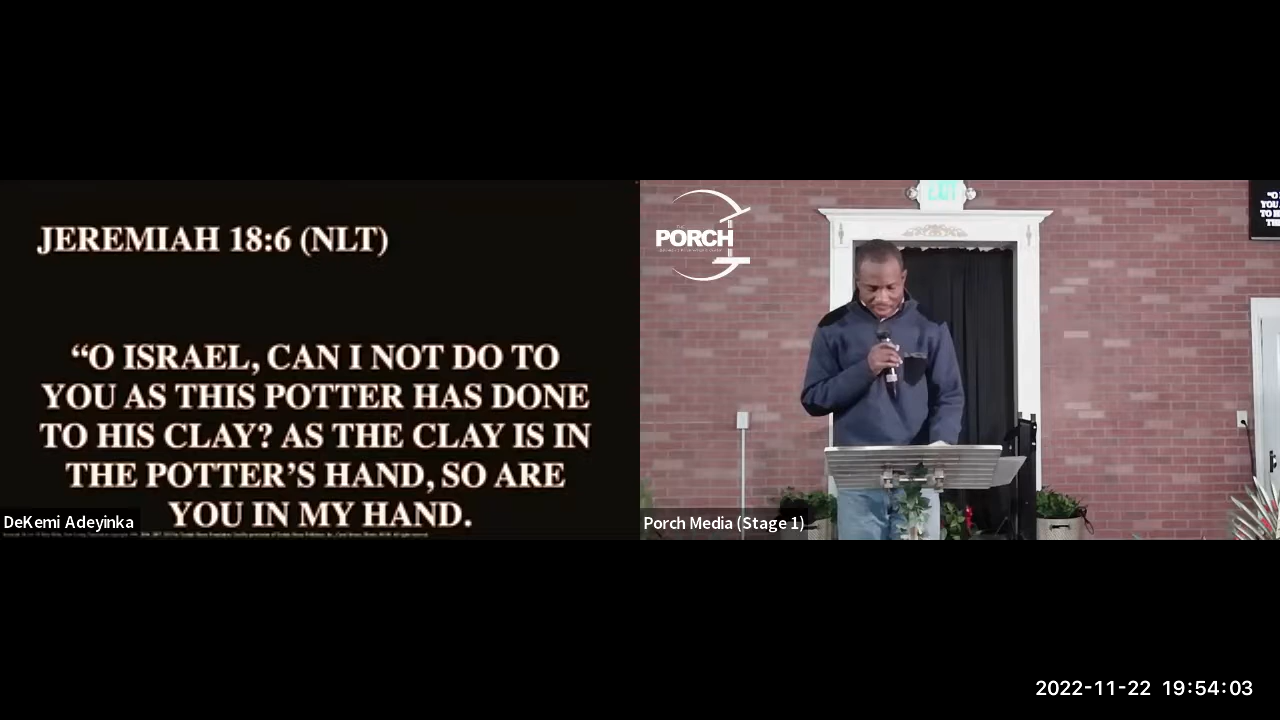 JEREMIAH 18:6 (NLT)
“O ISRAEL, CAN I NOT DO TO
YOU AS THIS POTTER HAS DONE
TO HIS CLAY? AS THE CLAY IS IN
THE POTTER’S HAND, SO ARE
YOU IN MY HAND.
DeKemi Adeyinka
PORCH
EXIT
Porch Media (Stage 1)
2022-11-22 19:54:03